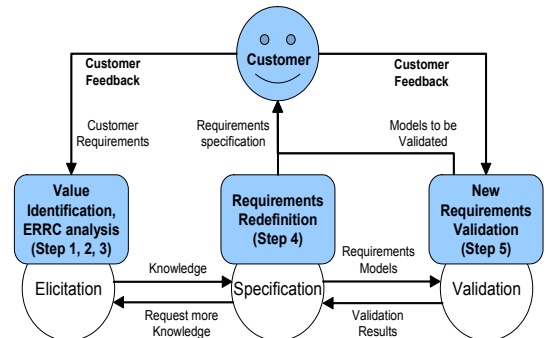 Customer
Customer
Feedback
Customer
Feedback
Customer
Requirements
Requirements
specification
Models to be
Validated
Value
Identification,
ERRC analysis
(Step 1, 2, 3)
Requirements
Redefinition
(Step 4)
New
Requirements
Validation
(Step 5)
Elicitation
Knowledge
Request more
Knowledge
Specification
Requirements
Models
Validation
Results
Validation